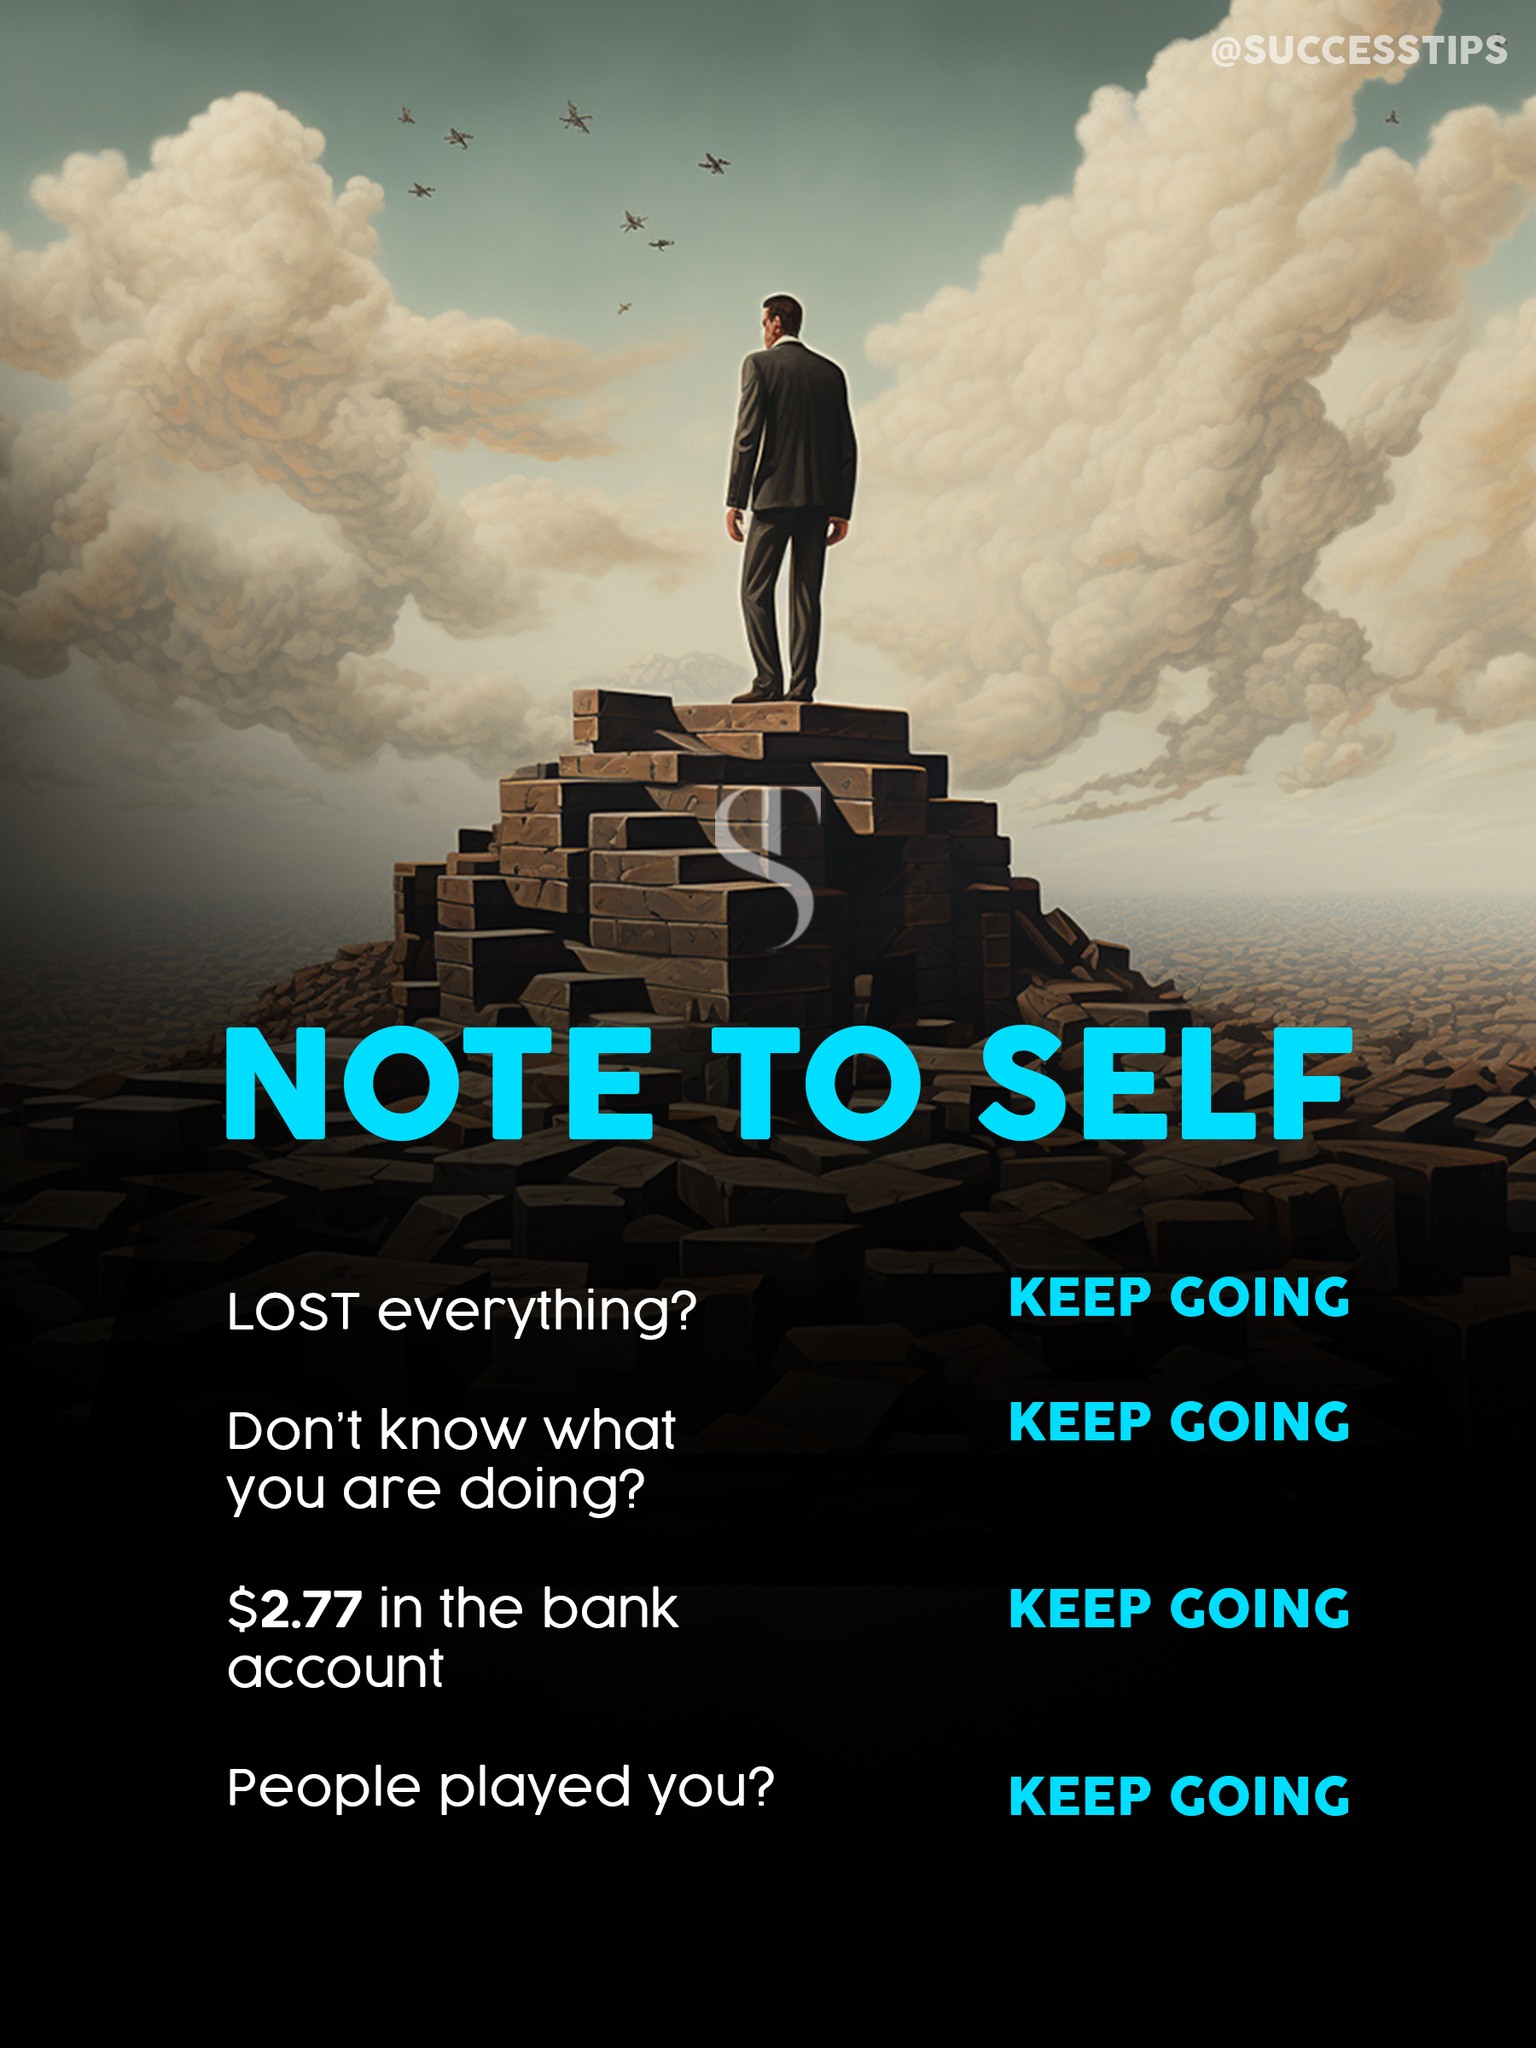 @SUCCESSTIPS
NOTE TO SELF
LOST everything?
KEEP GOING
Don't know what
you are doing?
KEEP GOING
$2.77 in the bank
account
KEEP GOING
People played you?
KEEP GOING